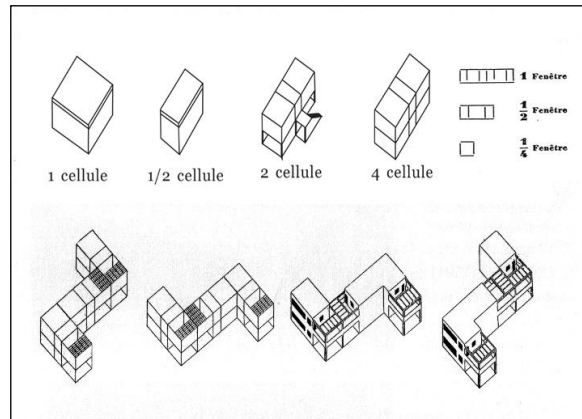 1 Fenêtre
1/2 Fenêtre
1/4 Fenêtre
1 cellule
1/2 cellule
2 cellule
4 cellule